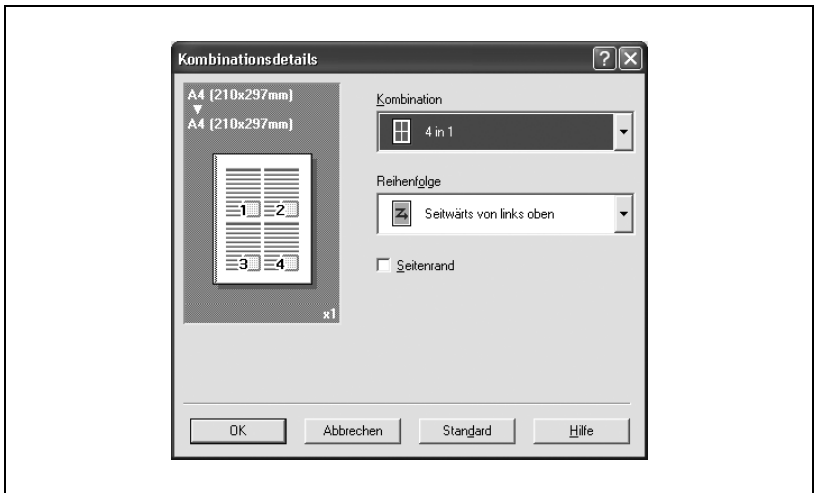 Kombinationsdetails
A4 (210x297mm)
A4 (210x297mm)
1 2
3 4
x1
Kombination
4 in 1
Reihenfolge
Seitwärts von links oben
Seitenrand
OK Abbrechen Standard Hilfe